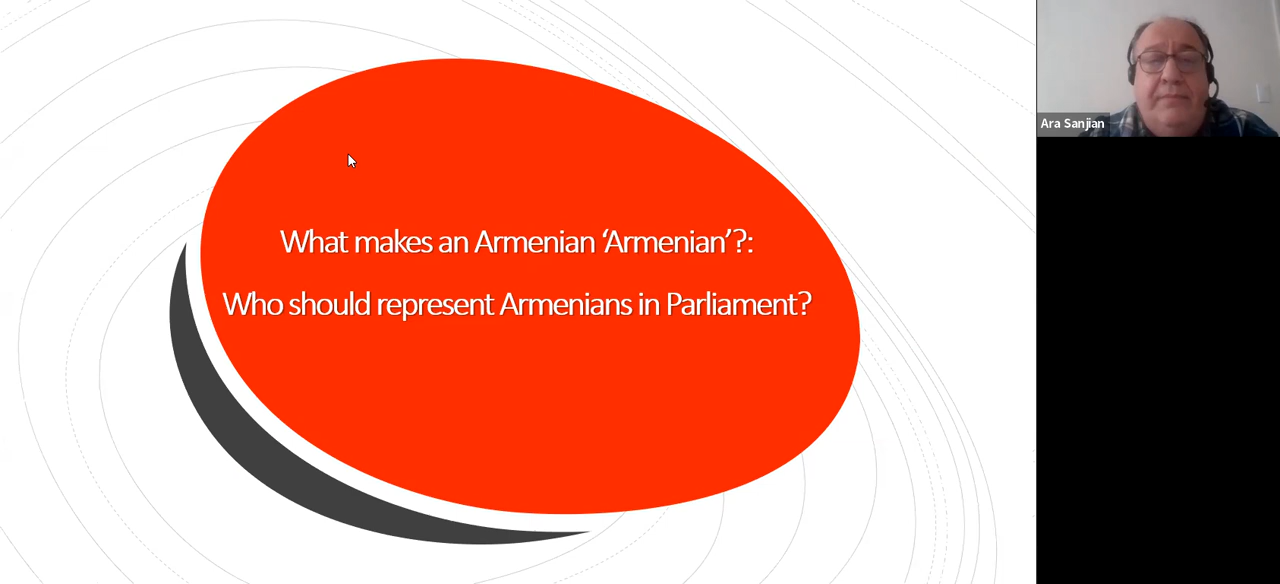 What makes an Armenian ‘Armenian’?:
Who should represent Armenians in Parliament?
Ara Sanjian